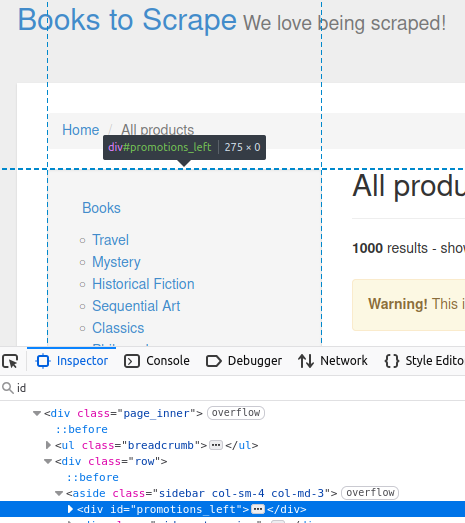 Books to Scrape We love being scraped!
Home / All products
div#promotions_left 275 × 0
All produ
Books
Travel
1000 results - show
Mystery
Historical Fiction
Warning! This i
Sequential Art
Classics
Inspector Console Debugger Network Style Edito
id
<div class="page_inner"> overflow
::before
<ul class="breadcrumb"> ⋯ </ul>
<div class="row">
::before
<aside class="sidebar col-sm-4 col-md-3"> overflow
<div id="promotions_left"> ⋯ </div>